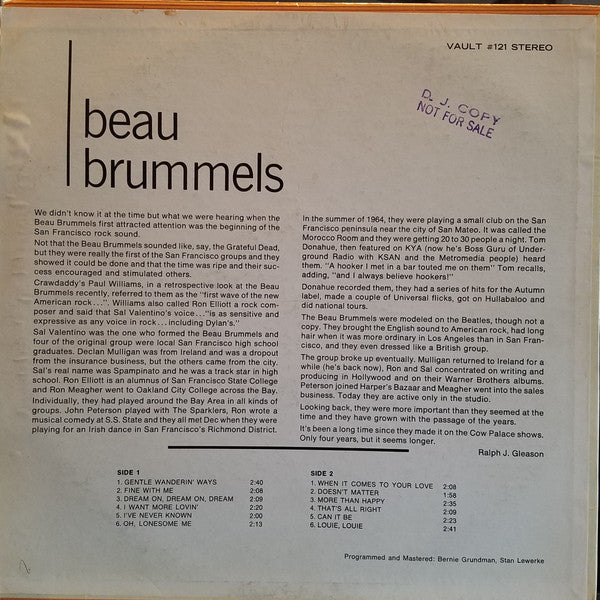 VAULT #121 STEREO
D. J. COPY
NOT FOR SALE
beau
brummels
We didn't know it at the time but what we were hearing when the
Beau Brummels first attracted attention was the beginning of the
San Francisco rock sound.
Not that the Beau Brummels sounded like, say, the Grateful Dead,
but they were really the first of the San Francisco groups and they
showed it could be done and that the time was ripe and their suc-
cess encouraged and stimulated others.
Crawdaddy's Paul Williams, in a retrospect look at the Beau
Brummels recently, referred to them as the "first wave of the new
American rock . . .". Williams also called Ron Elliott a rock com-
poser and said that Sal Valentino's voice . . . "is as sensitive and
expressive as any voice in rock . . . including Dylan's."
Sal Valentino was the one who formed the Beau Brummels and
four of the original group were local San Francisco high school
graduates. Declan Mulligan was from Ireland and was a dropout
from the insurance business, but the others came from the city.
Sal's real name was Spampinato and he was a track star in high
school. Ron Elliott is an alumnus of San Francisco State College
and Ron Meagher went to Oakland City College across the Bay.
Individually, they had played around the Bay Area in all kinds of
groups. John Peterson played with The Sparklers, Ron wrote a
musical comedy at S.S. State and they all met Dec when they were
playing for an Irish dance in San Francisco's Richmond District.
In the summer of 1964, they were playing a small club on the San
Francisco peninsula near the city of San Mateo. It was called the
Morocco Room and they were getting 20 to 30 people a night. Tom
Donahue, then featured on KYA (now he's Boss Guru of Under-
ground Radio with KSAN and the Metromedia people) heard
them. "A hooker I met in a bar touted me on them" Tom recalls,
adding, "and I always believe hookers!"
Donahue recorded them, they had a series of hits for the Autumn
label, made a couple of Universal flicks, got on Hullabaloo and
did national tours.
The Beau Brummels were modeled on the Beatles, though not a
copy. They brought the English sound to American rock, had long
hair when it was more ordinary in Los Angeles than in San Fran-
cisco, and they even dressed like a British group.
The group broke up eventually. Mulligan returned to Ireland for a
while (he's back now), Ron and Sal concentrated on writing and
producing in Hollywood and on their Warner Brothers albums.
Peterson joined Harper's Bazaar and Meagher went into the sales
business. Today they are active only in the studio.
Looking back, they were more important than they seemed at the
time and they have grown with the passage of the years.
It's been a long time since they made it on the Cow Palace shows.
Only four years, but it seems longer.
Ralph J. Gleason
SIDE 1
1. GENTLE WANDERIN' WAYS 2:40
2. FINE WITH ME 2:08
3. DREAM ON, DREAM ON, DREAM 2:09
4. I WANT MORE LOVIN' 2:20
5. I'VE NEVER KNOWN 2:00
6. OH, LONESOME ME 2:13
SIDE 2
1. WHEN IT COMES TO YOUR LOVE 2:08
2. DOESN'T MATTER 1:58
3. MORE THAN HAPPY 2:35
4. THAT'S ALL RIGHT 2:09
5. CAN IT BE 2:23
6. LOUIE, LOUIE 2:41
Programmed and Mastered: Bernie Grundman, Stan Lewerke